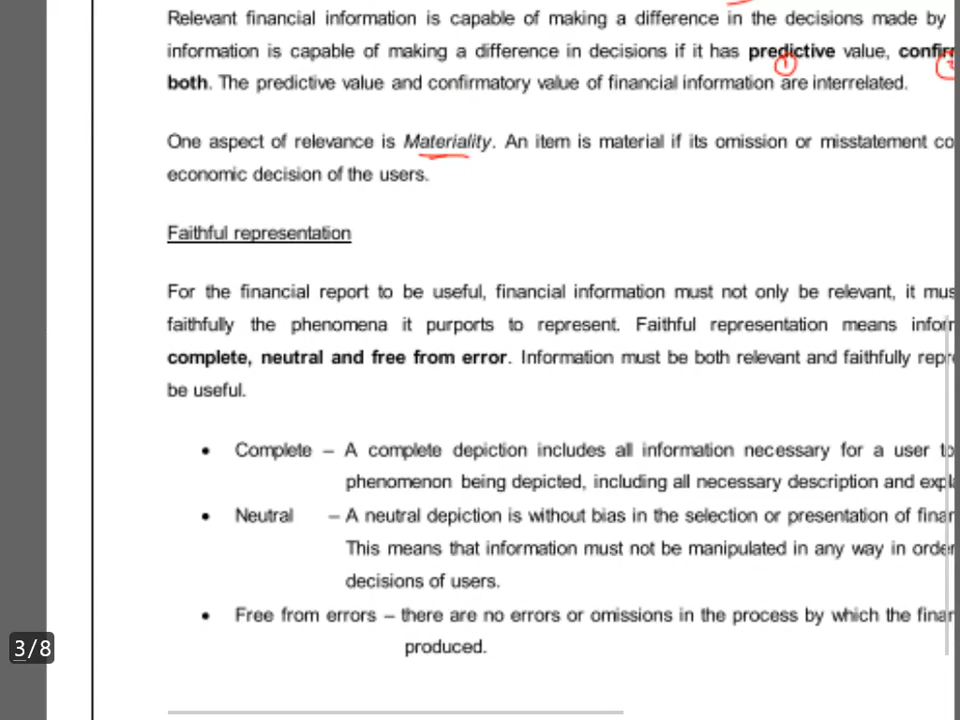 Relevant financial information is capable of making a difference in the decisions made by
information is capable of making a difference in decisions if it has predictive value,
both. The predictive value and confirmatory value of financial information are interrelated.
One aspect of relevance is Materiality. An item is material if its omission or misstatement
economic decision of the users.
Faithful representation
For the financial report to be useful, financial information must not only be relevant, it
faithfully the phenomena it purports to represent. Faithful representation means
complete, neutral and free from error. Information must be both relevant and faithfully
be useful.
• Complete – A complete depiction includes all information necessary for a user
phenomenon being depicted, including all necessary description and
• Neutral – A neutral depiction is without bias in the selection or presentation of
This means that information must not be manipulated in any way in
decisions of users.
• Free from errors – there are no errors or omissions in the process by which the
produced.
3/8